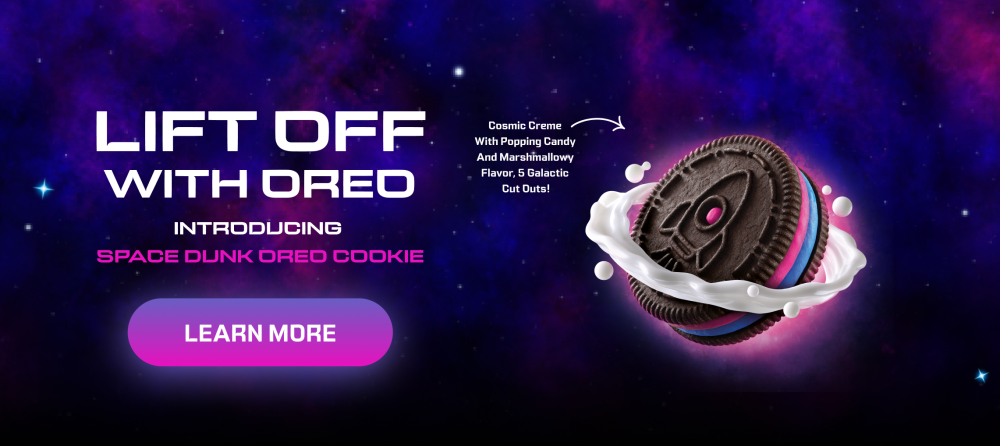 LIFT OFF
WITH OREO
INTRODUCING
SPACE DUNK OREO COOKIE
LEARN MORE
Cosmic Creme
With Popping Candy
And Marshmallowy
Flavor, 5 Galactic
Cut Outs!